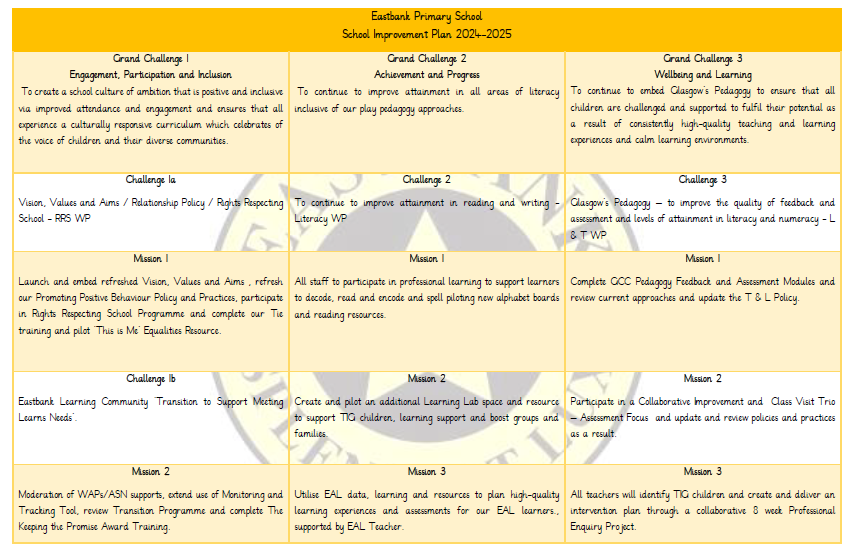 Eastbank Primary School
School Improvement Plan 2024-2025
Grand Challenge 1
Engagement, Participation and Inclusion
To create a school culture of ambition that is positive and inclusive
via improved attendance and engagement and ensures that all
experience a culturally responsive curriculum which celebrates of
the voice of children and their diverse communities.
Grand Challenge 2
Achievement and Progress
To continue to improve attainment in all areas of literacy
inclusive of our play pedagogy approaches.
Grand Challenge 3
Wellbeing and Learning
To continue to embed Glasgow's Pedagogy to ensure that all
children are challenged and supported to fulfil their potential as
a result of consistently high-quality teaching and learning
experiences and calm learning environments.
Challenge 1a
Vision, Values and Aims / Relationship Policy / Rights Respecting
School - RRS WP
Challenge 2
To continue to improve attainment in reading and writing -
Literacy WP
Challenge 3
Glasgow's Pedagogy – to improve the quality of feedback and
assessment and levels of attainment in literacy and numeracy - L
& T WP
Mission 1
Launch and embed refreshed Vision, Values and Aims , refresh
our Promoting Positive Behaviour Policy and Practices, participate
in Rights Respecting School Programme and complete our Tie
training and pilot 'This is Me' Equalities Resource.
Mission 1
All staff to participate in professional learning to support learners
to decode, read and encode and spell piloting new alphabet boards
and reading resources.
Mission 1
Complete GCC Pedagogy Feedback and Assessment Modules and
review current approaches and update the T & L Policy.
Challenge 1b
Eastbank Learning Community 'Transition to Support Meeting
Learns Needs'.
Mission 2
Create and pilot an additional Learning Lab space and resource
to support TIG children, learning support and boost groups and
families.
Mission 2
Participate in a Collaborative Improvement and Class Visit Trio
– Assessment Focus and update and review policies and practices
as a result.
Mission 2
Moderation of WAPs/ASN supports, extend use of Monitoring and
Tracking Tool, review Transition Programme and complete The
Keeping the Promise Award Training.
Mission 3
Utilise EAL data, learning and resources to plan high-quality
learning experiences and assessments for our EAL learners.,
supported by EAL Teacher.
Mission 3
All teachers will identify TIG children and create and deliver an
intervention plan through a collaborative 8 week Professional
Enquiry Project.